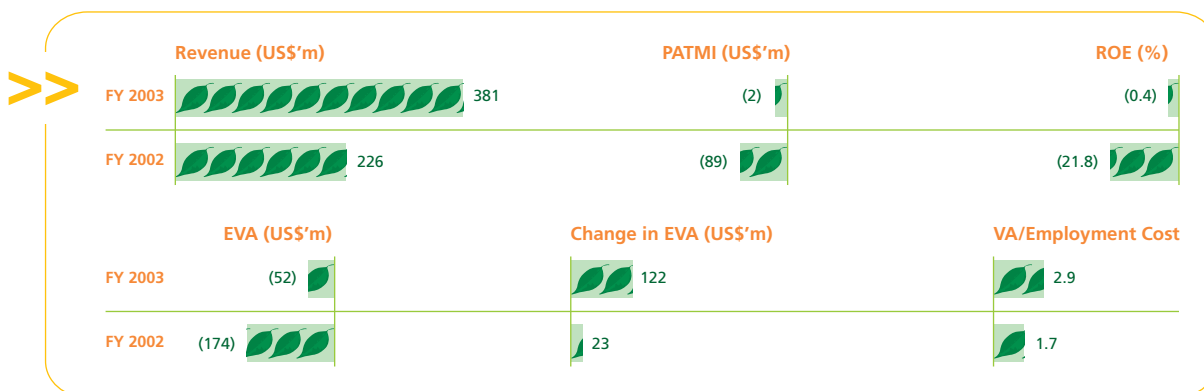 Revenue (US$'m) PATMI (US$'m) ROE (%)
>> FY 2003 381 (2) (0.4)
FY 2002 226 (89) (21.8)
EVA (US$'m) Change in EVA (US$'m) VA/Employment Cost
FY 2003 (52) 122 2.9
FY 2002 (174) 23 1.7